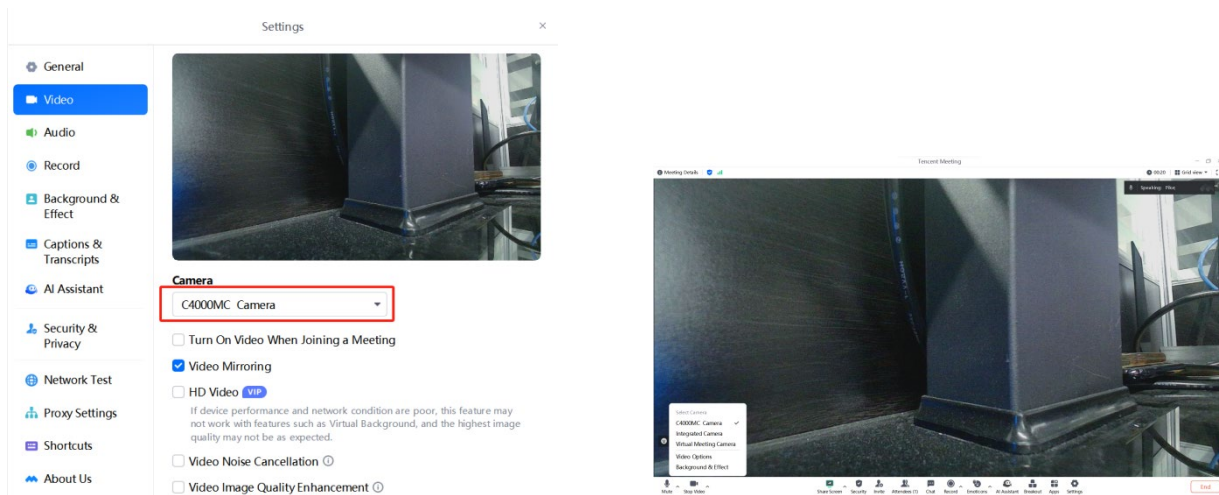 Settings
General
Video
Audio
Record
Background &
Effect
Captions &
Transcripts
AI Assistant
Security &
Privacy
Network Test
Proxy Settings
Shortcuts
About Us
Camera
C4000MC Camera
Turn On Video When Joining a Meeting
Video Mirroring
HD Video VIP
If device performance and network condition are poor, this feature may
not work with features such as Virtual Background, and the highest image
quality may not be as expected.
Video Noise Cancellation
Video Image Quality Enhancement
Tencent Meeting
Meeting Details
00:20 Grid view
Speaking:
Select Camera
C4000MC Camera
Integrated Camera
Virtual Meeting Camera
Video Options
Background & Effect
Mute Stop Video Share Screen Security Invite Attendees (1) Chat Record Emoticons AI Assistant Breakout Apps Settings End